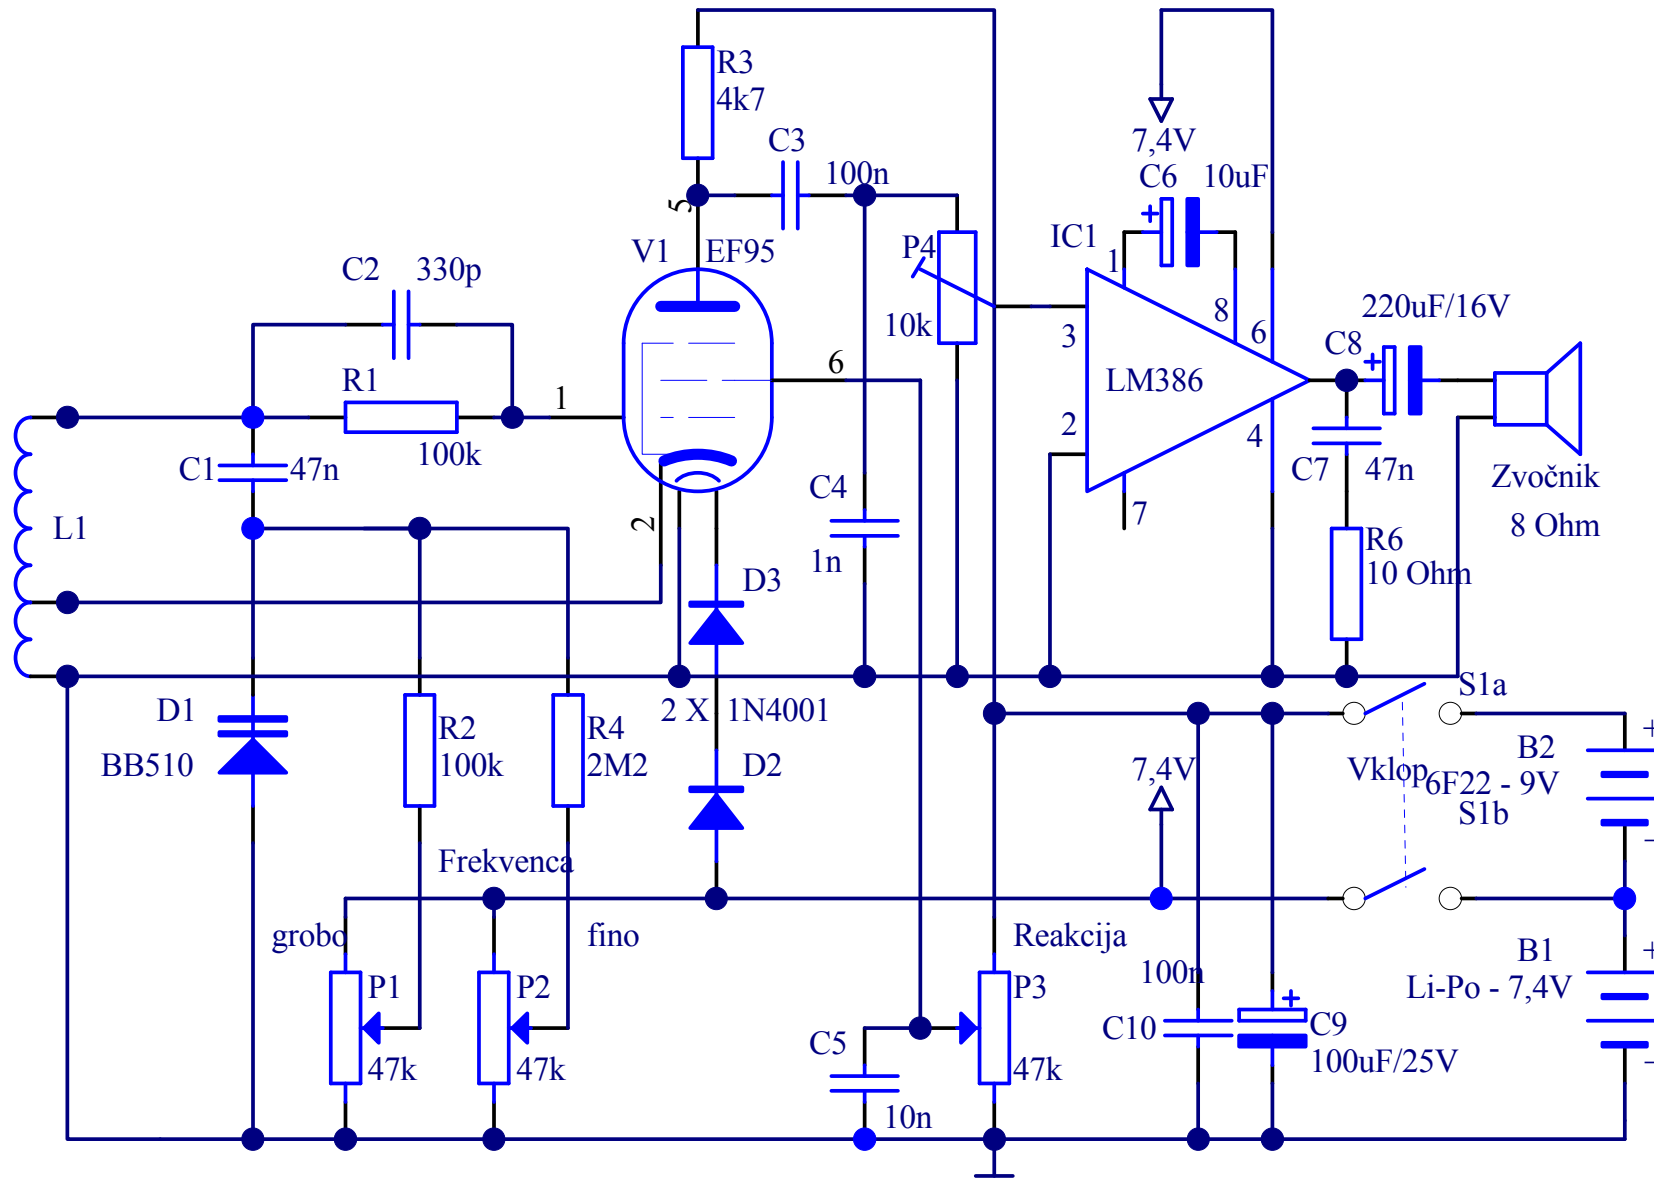 R3
4k7
C3
100n
7,4V
C6 10uF
5
V1 EF95
IC1
1
8
6
P4
10k
3
LM386
2
4
7
C2 330p
R1
100k
1
6
2
C1 47n
L1
C4
1n
220uF/16V
C8
+
+
C7 47n
Zvočnik
8 Ohm
R6
10 Ohm
D3
2 X 1N4001
D2
D1
BB510
R2
100k
R4
2M2
7,4V
S1a
Vklop
S1b
B2
6F22 - 9V
+
-
Frekvenca
grobo
fino
Reakcija
P1
47k
P2
47k
C5
10n
P3
47k
100n
C10
+
C9
100uF/25V
B1
Li-Po - 7,4V
+
-